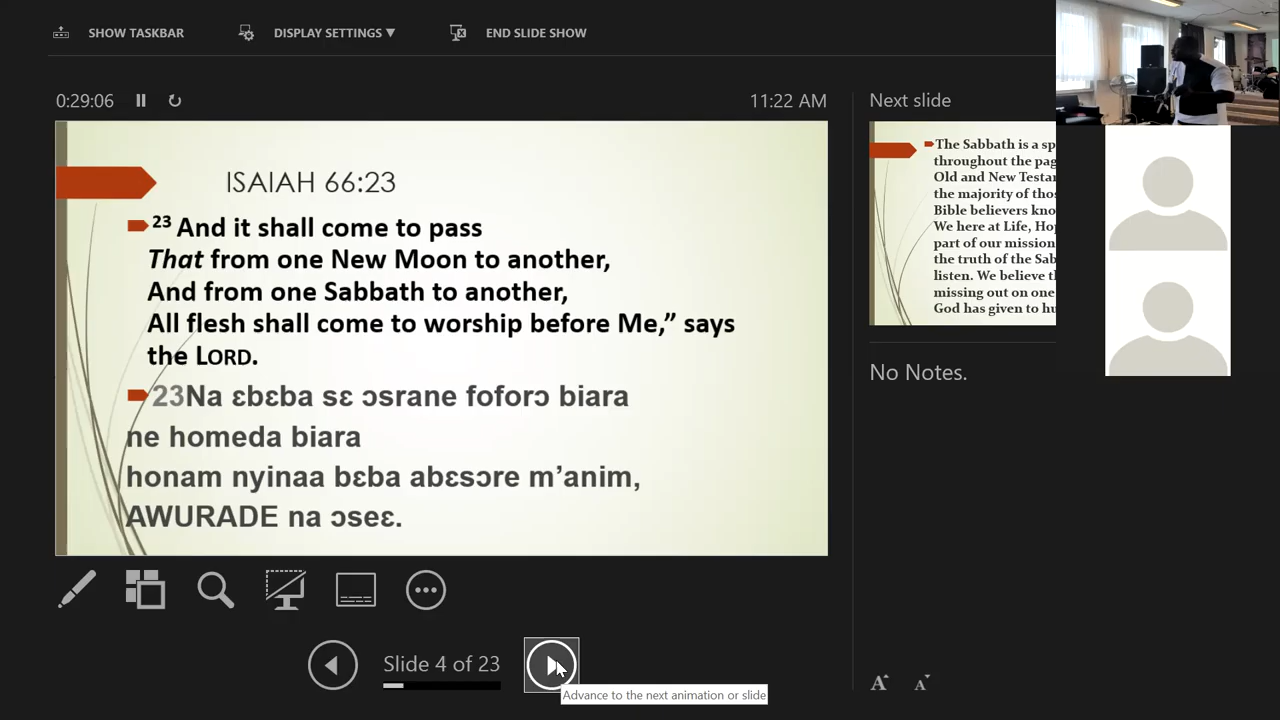 SHOW TASKBAR
DISPLAY SETTINGS ▼
END SLIDE SHOW
0:29:06
11:22 AM
ISAIAH 66:23
23 And it shall come to pass
That from one New Moon to another,
And from one Sabbath to another,
All flesh shall come to worship before Me,” says
the LORD.
23Na ɛbɛba sɛ ɔsrane foforɔ biara
ne homeda biara
honam nyinaa bɛba abɛsɔre m’anim,
AWURADE na ɔseɛ.
Slide 4 of 23
Advance to the next animation or slide
Next slide
The Sabbath is a sp
throughout the pag
Old and New Testar
the majority of thos
Bible believers kno
We here at Life, Hop
part of our mission
the truth of the Sab
listen. We believe th
missing out on one
God has given to hu
No Notes.
A A